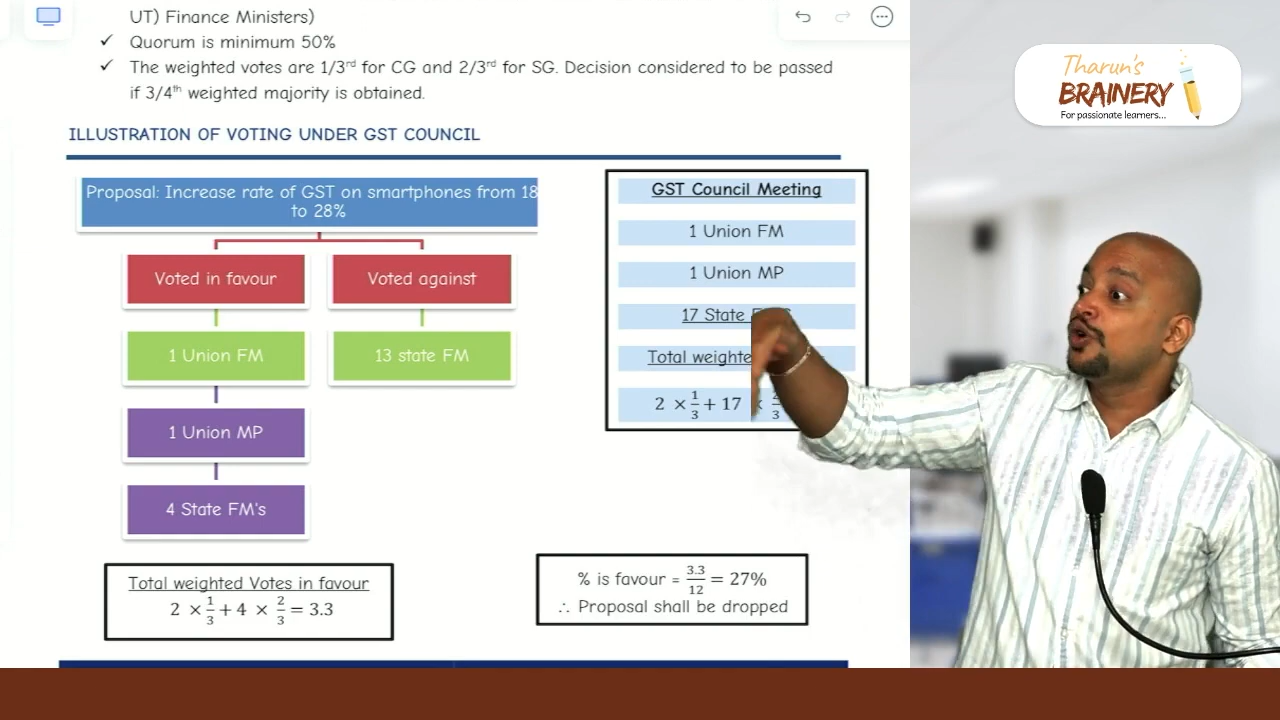 UT) Finance Ministers)
✓ Quorum is minimum 50%
✓ The weighted votes are 1/3rd for CG and 2/3rd for SG. Decision considered to be passed
if 3/4th weighted majority is obtained.
ILLUSTRATION OF VOTING UNDER GST COUNCIL
Proposal: Increase rate of GST on smartphones from 18
to 28%
Voted in favour
Voted against
1 Union FM
13 state FM
1 Union MP
4 State FM's
Total weighted Votes in favour
2 × 1/3 + 4 × 2/3 = 3.3
GST Council Meeting
1 Union FM
1 Union MP
17 State
Total weighte
2 × 1/3 + 17 ×
% is favour = 3.3/12 = 27%
∴ Proposal shall be dropped
Tharun's
BRAINERY
For passionate learners...